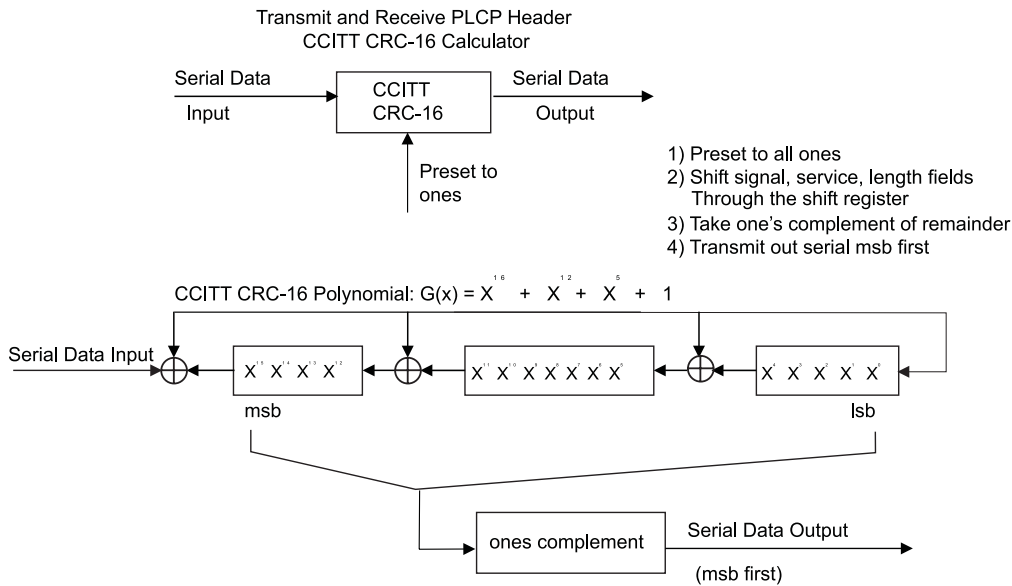 Transmit and Receive PLCP Header
CCITT CRC-16 Calculator
Serial Data
Input
CCITT
CRC-16
Serial Data
Output
Preset to
ones
1) Preset to all ones
2) Shift signal, service, length fields
Through the shift register
3) Take one's complement of remainder
4) Transmit out serial msb first
CCITT CRC-16 Polynomial: G(x) = X¹⁶ + X¹² + X⁵ + 1
Serial Data Input
X¹⁵ X¹⁴ X¹³ X¹²
X¹¹ X¹⁰ X⁹ X⁸ X⁷ X⁶ X⁵
X⁴ X³ X² X¹ X⁰
msb
lsb
ones complement
Serial Data Output
(msb first)